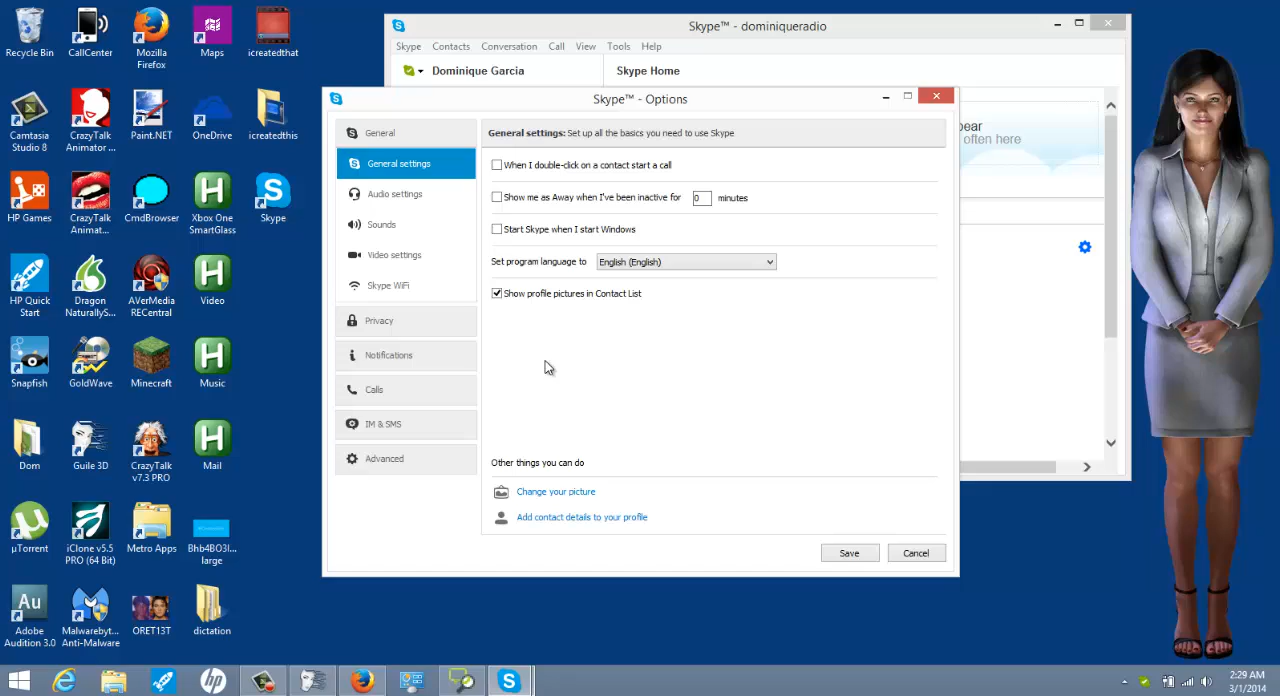 Recycle Bin
CallCenter
Mozilla
Firefox
Maps
icreatedthat
Camtasia
Studio 8
CrazyTalk
Animator ...
Paint.NET
OneDrive
icreatedthis
HP Games
CrazyTalk
Animat...
CmdBrowser
Xbox One
SmartGlass
Skype
HP Quick
Start
Dragon
NaturallyS...
AVerMedia
RECentral
Video
Snapfish
GoldWave
Minecraft
Music
Dom
Guile 3D
CrazyTalk
v7.3 PRO
Mail
µTorrent
iClone v5.5
PRO (64 Bit)
Metro Apps
Bhb4BO3I...
large
Au
Adobe
Audition 3.0
Malwarebyt...
Anti-Malware
ORET13T
dictation
Skype™ - dominiqueradio
Skype Contacts Conversation Call View Tools Help
Dominique Garcia
Skype Home
pear
often here
Skype™ - Options
General
General settings
Audio settings
Sounds
Video settings
Skype WiFi
Privacy
Notifications
Calls
IM & SMS
Advanced
General settings: Set up all the basics you need to use Skype
When I double-click on a contact start a call
Show me as Away when I've been inactive for 0 minutes
Start Skype when I start Windows
Set program language to English (English)
Show profile pictures in Contact List
Other things you can do
Change your picture
Add contact details to your profile
Save
Cancel
hp
2:29 AM
3/1/2014